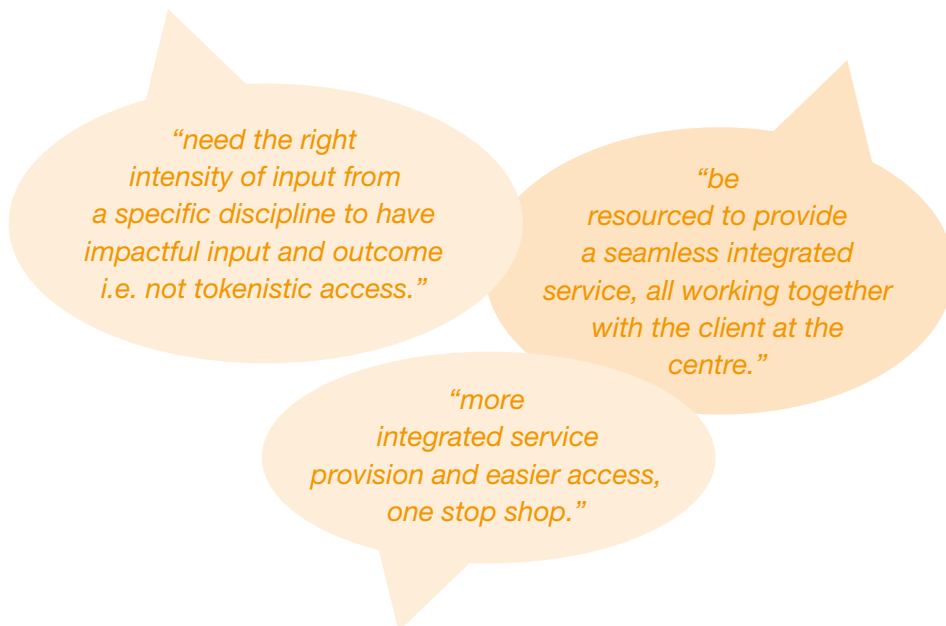 “need the right
intensity of input from
a specific discipline to have
impactful input and outcome
i.e. not tokenistic access.”
“be
resourced to provide
a seamless integrated
service, all working together
with the client at the
centre.”
“more
integrated service
provision and easier access,
one stop shop.”